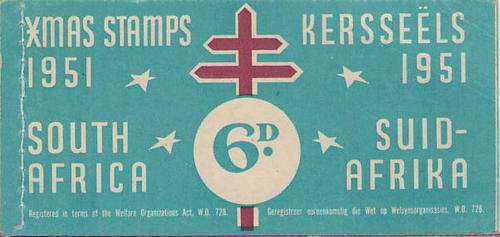 XMAS STAMPS
1951
KERSSEËLS
1951
6D.
SOUTH
AFRICA
SUID-
AFRIKA
Registered in terms of the Welfare Organizations Act, W.O. 728.
Geregistreer ooreenkomstig die Wet op Welsynsorganisasies, W.O. 728.